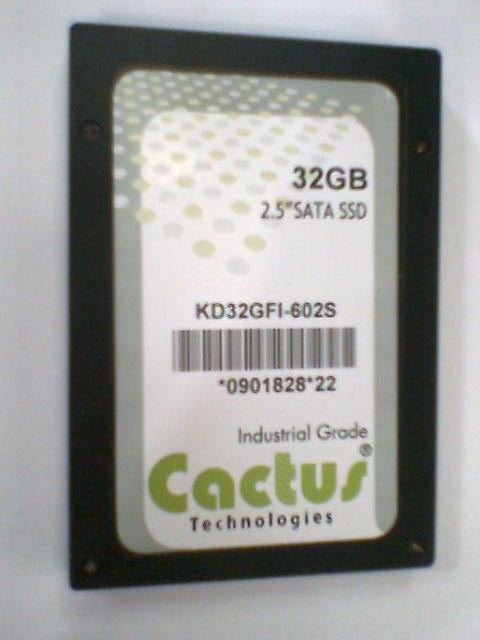 32GB
2.5"SATA SSD
KD32GFI-602S
*0901828*22
Industrial Grade
Cactus®
Technologies